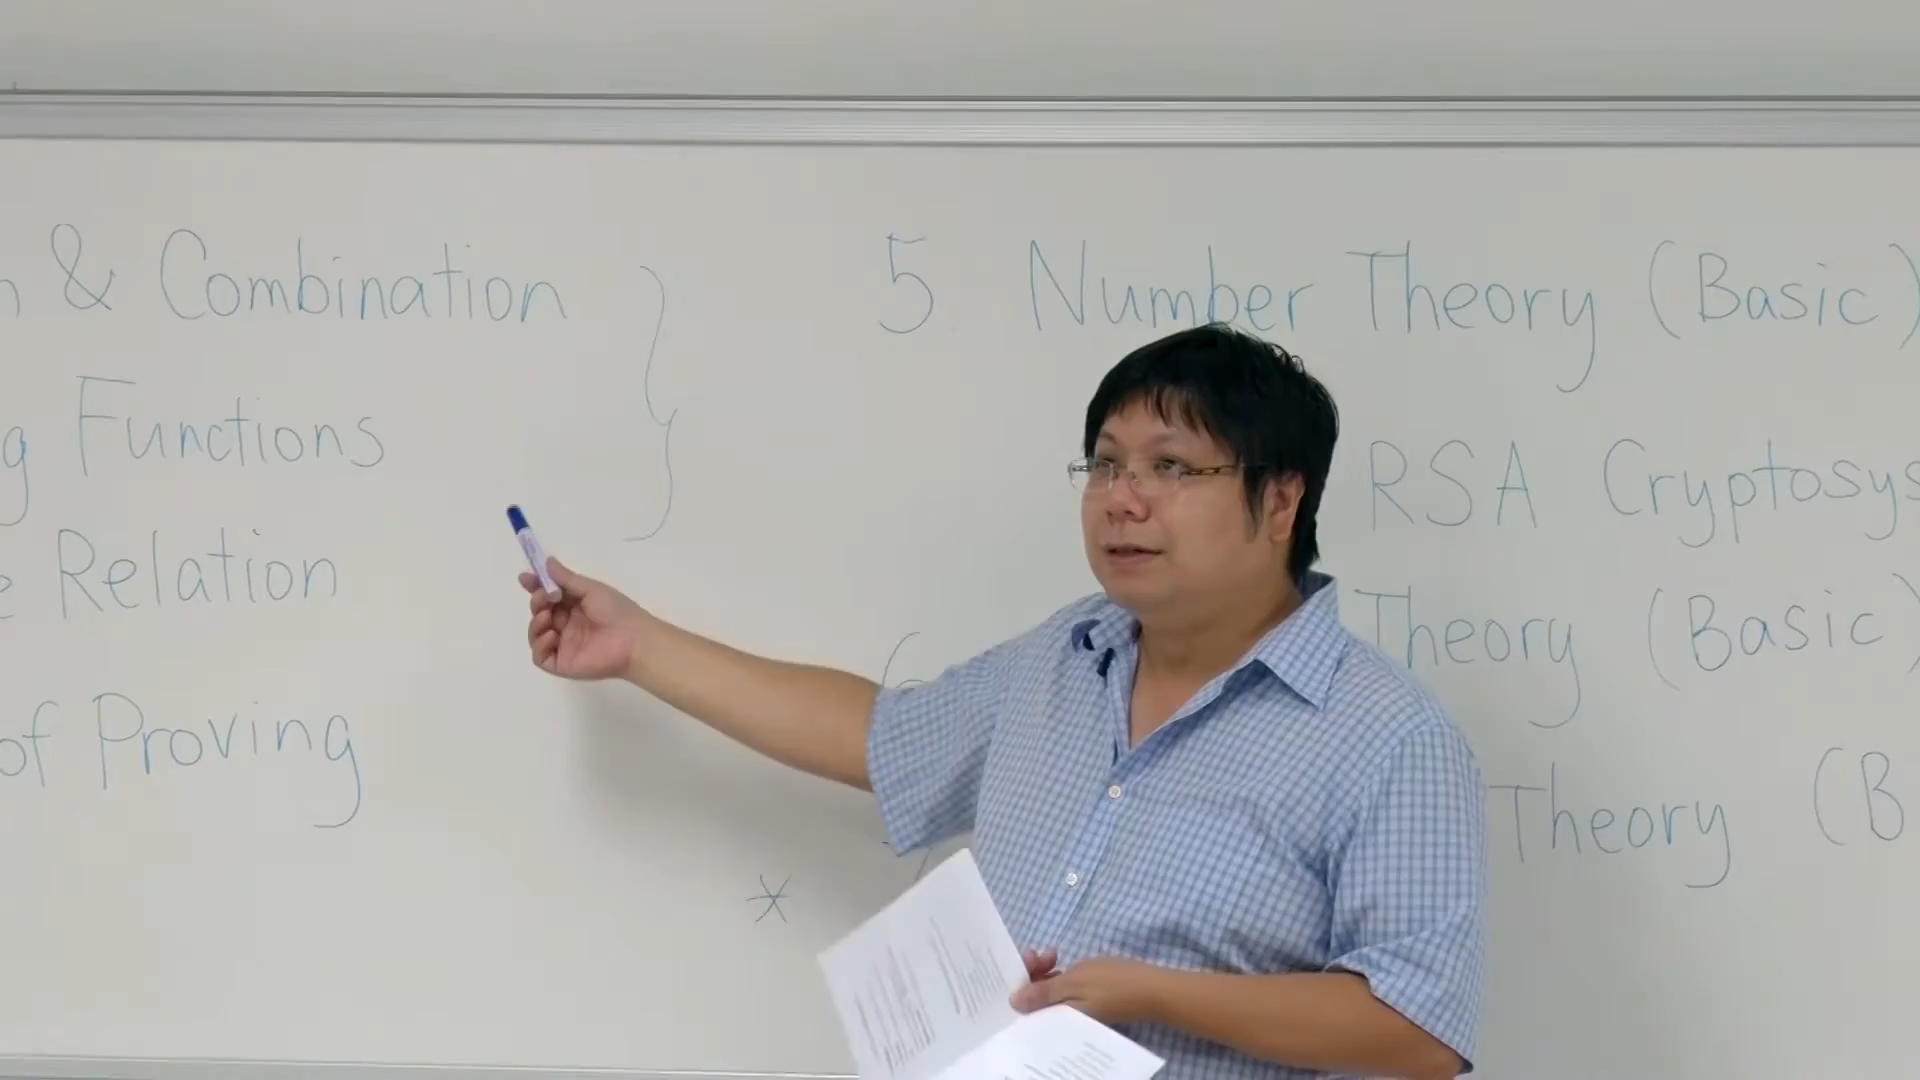 & Combination
Functions
Relation
of Proving
5 Number Theory (Basic)
RSA Cryptosys
Theory (Basic)
Theory (B
*